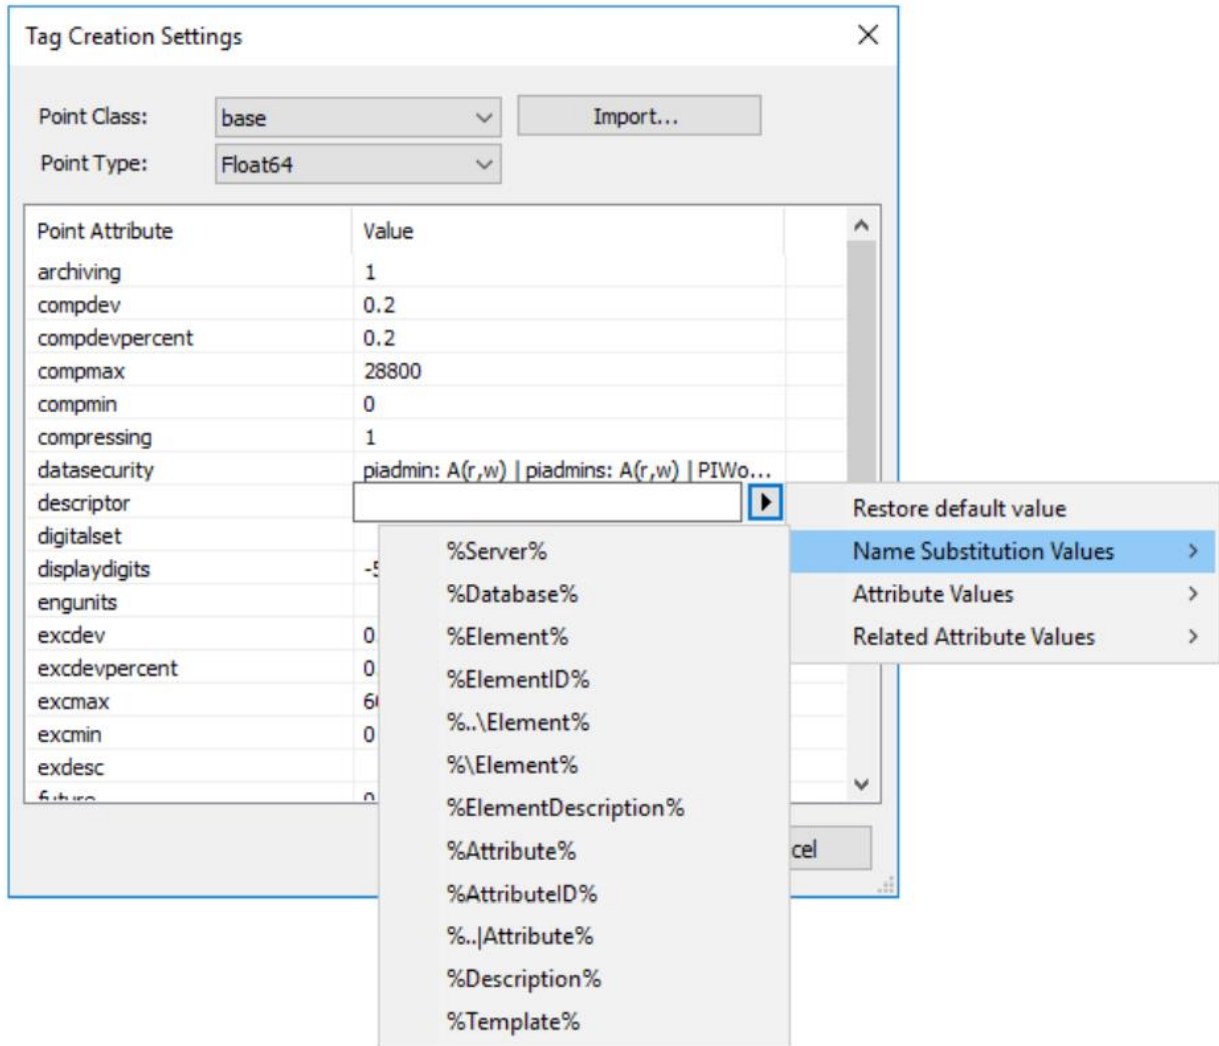 Tag Creation Settings
Point Class: base Import...
Point Type: Float64
Point Attribute Value
archiving 1
compdev 0.2
compdevpercent 0.2
compmax 28800
compmin 0
compressing 1
datasecurity piadmin: A(r,w) | piadmins: A(r,w) | PIWo...
descriptor
digitalset
displaydigits
engunits
excdev
excdevpercent
excmax
excmin 0
exdesc
future
Restore default value
Name Substitution Values
Attribute Values
Related Attribute Values
%Server%
%Database%
%Element%
%ElementID%
%..\Element%
%\Element%
%ElementDescription%
%Attribute%
%AttributeID%
%..|Attribute%
%Description%
%Template%